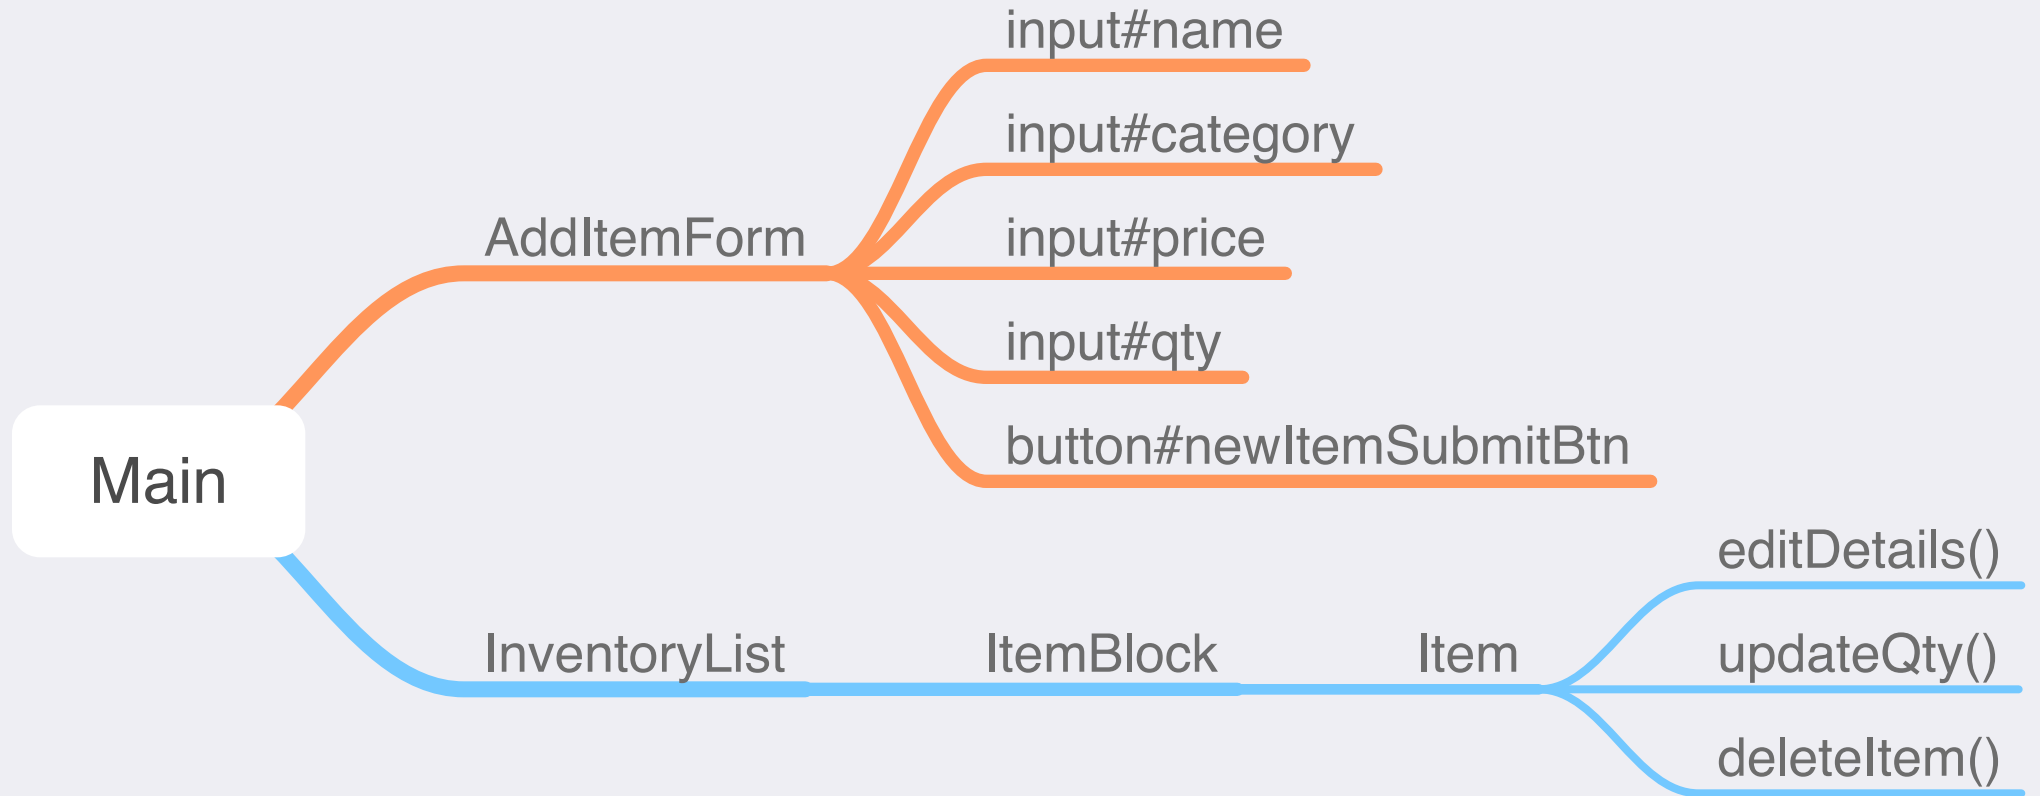 input#name
input#category
AddItemForm
input#price
input#qty
button#newItemSubmitBtn
Main
editDetails()
InventoryList
ItemBlock
Item
updateQty()
deleteItem()